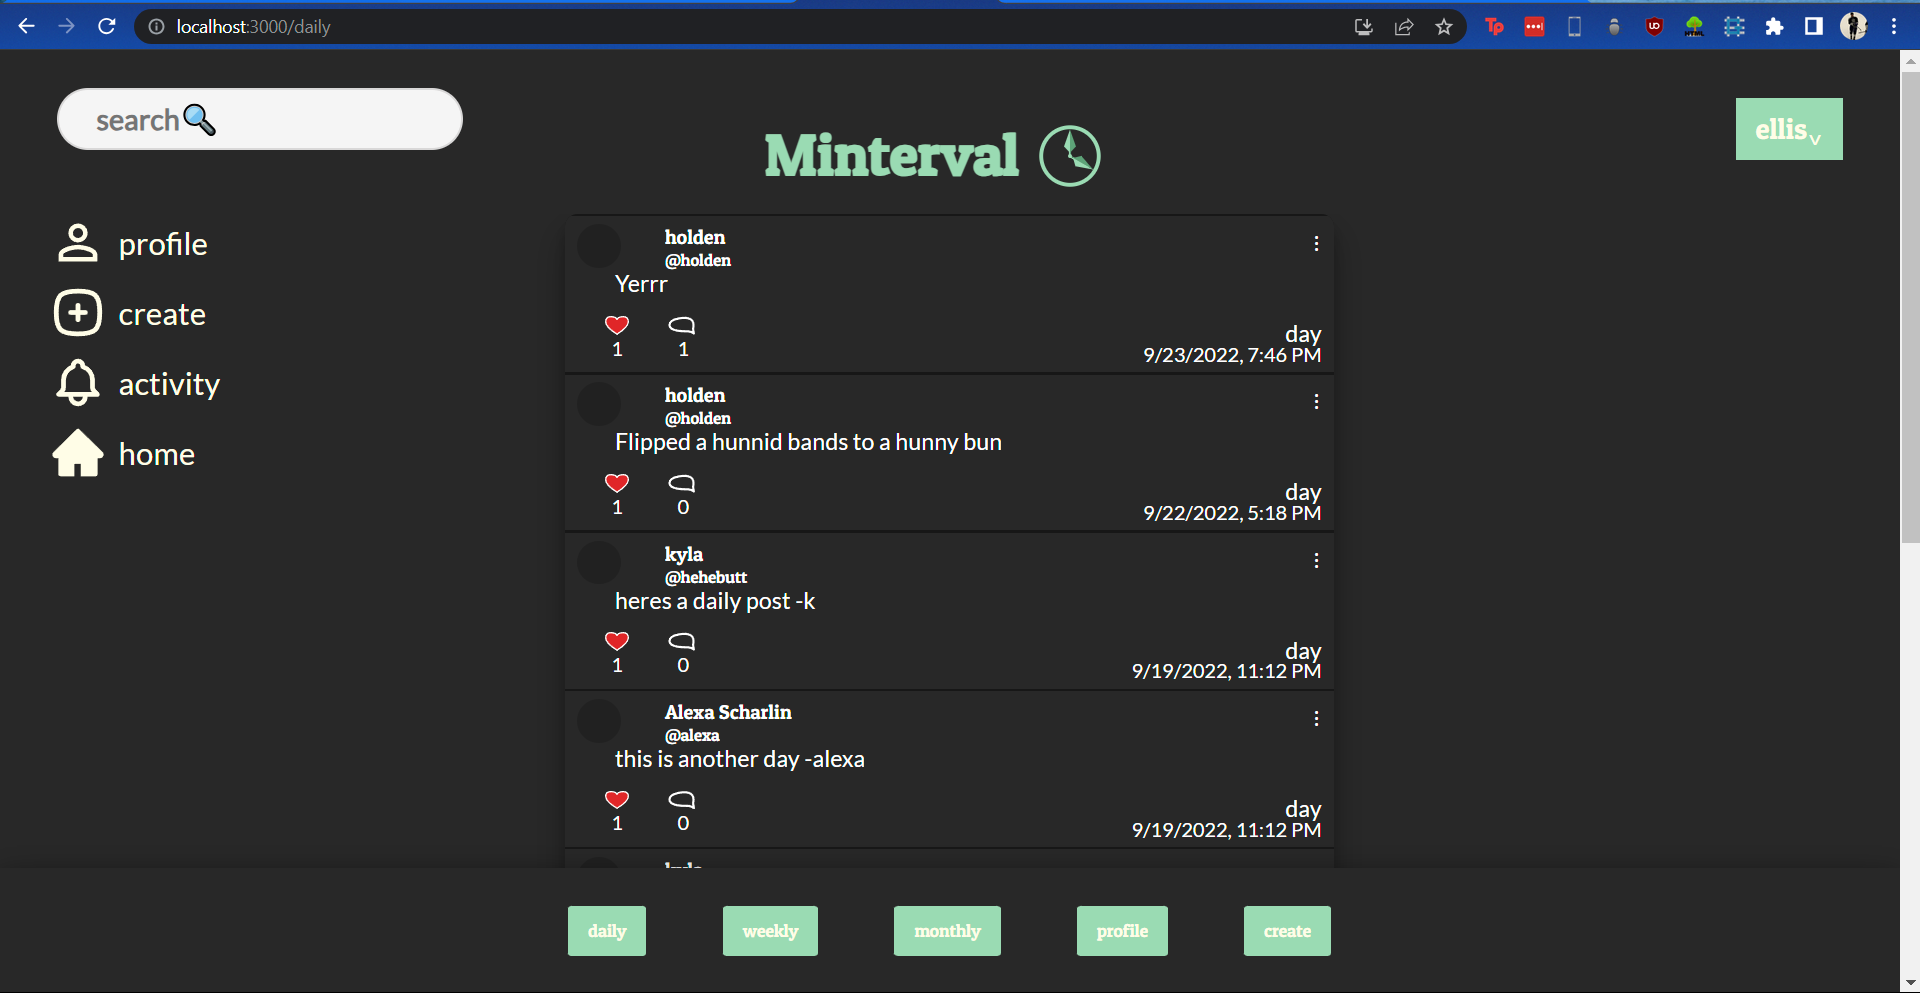 localhost:3000/daily
search🔍
ellis v
Minterval
profile
create
activity
home
holden
@holden
Yerrr
1
1
day
9/23/2022, 7:46 PM
holden
@holden
Flipped a hunnid bands to a hunny bun
1
0
day
9/22/2022, 5:18 PM
kyla
@hehebutt
heres a daily post -k
1
0
day
9/19/2022, 11:12 PM
Alexa Scharlin
@alexa
this is another day -alexa
1
0
day
9/19/2022, 11:12 PM
daily
weekly
monthly
profile
create